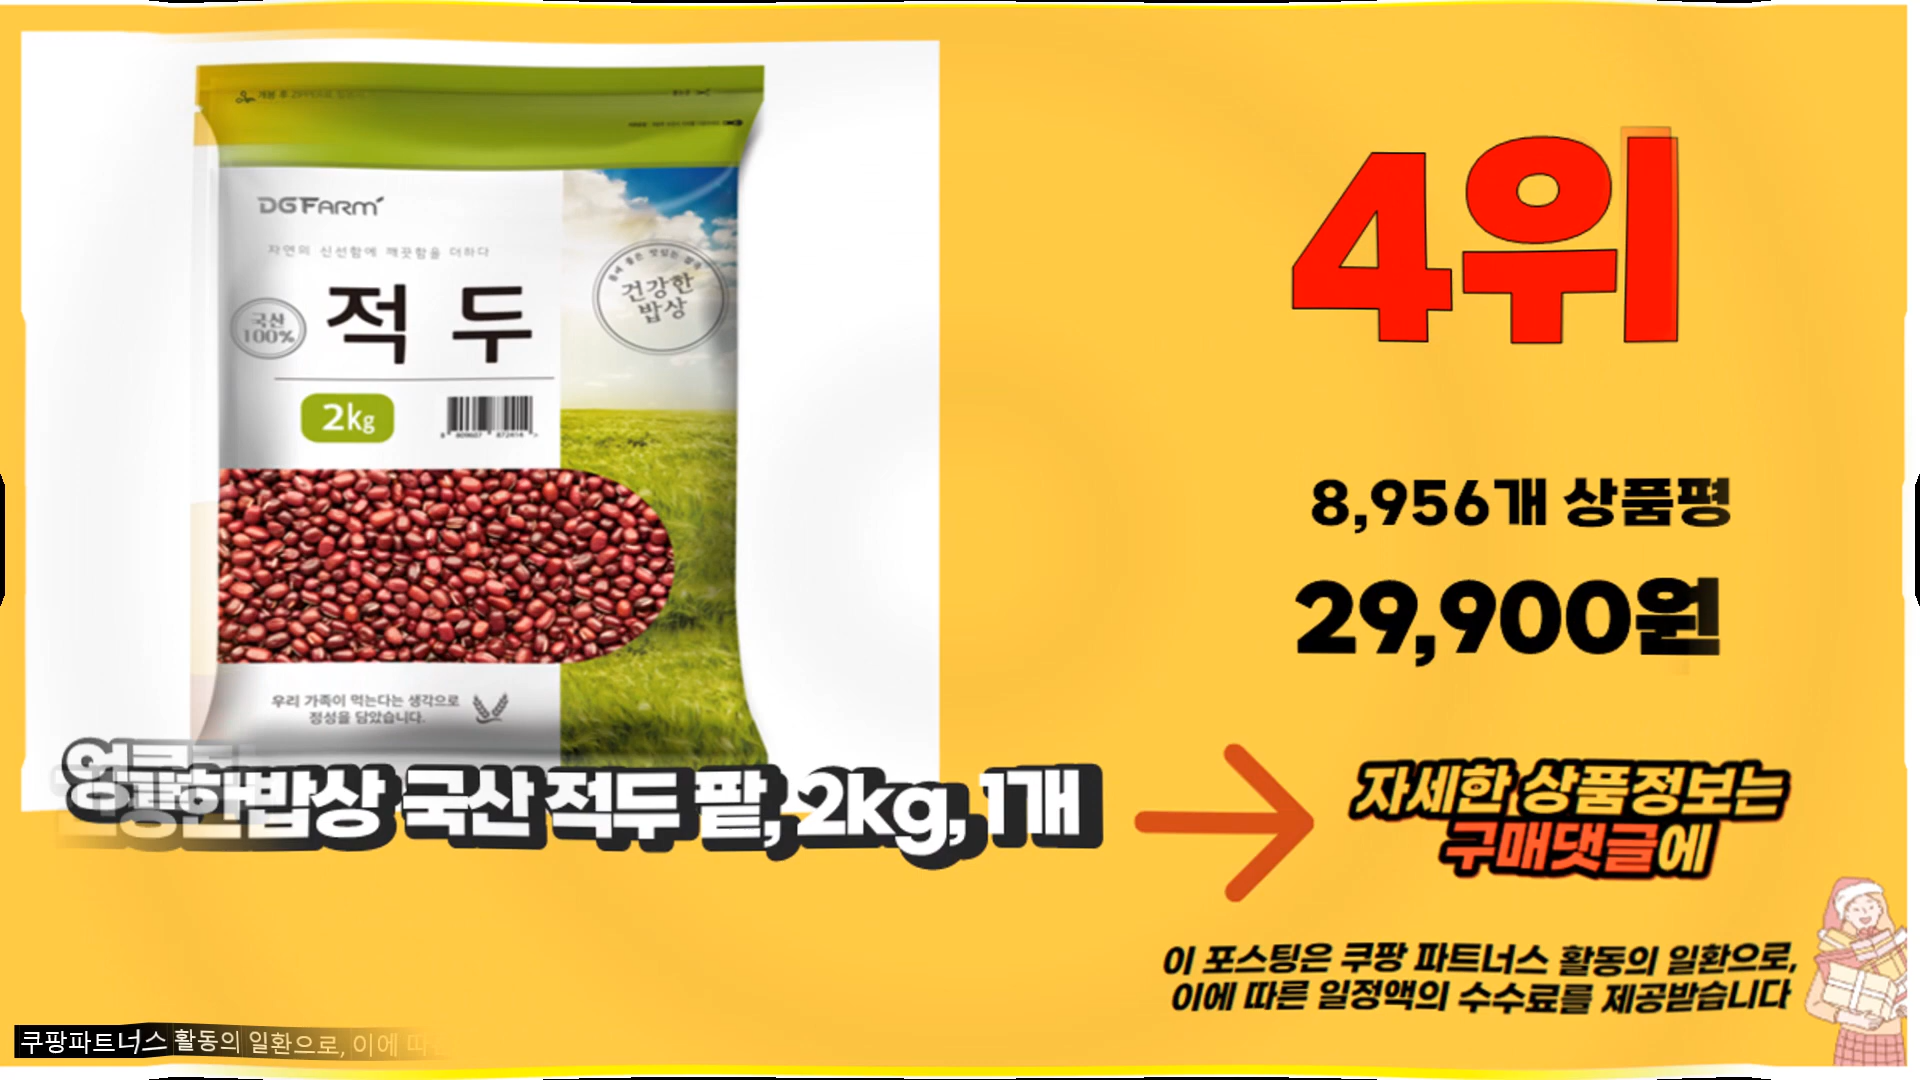 DGFARM
자연의 신선함에 깨끗함을 더하다
국산
100%
적두
건강한
밥상
2kg
우리 가족이 먹는다는 생각으로
정성을 담았습니다.
4위
8,956개 상품평
29,900원
밥상 국산 적두 팥, 2kg, 1개
자세한 상품정보는
구매댓글에
이 포스팅은 쿠팡 파트너스 활동의 일환으로,
이에 따른 일정액의 수수료를 제공받습니다
쿠팡파트너스 활동의 일환으로, 이에